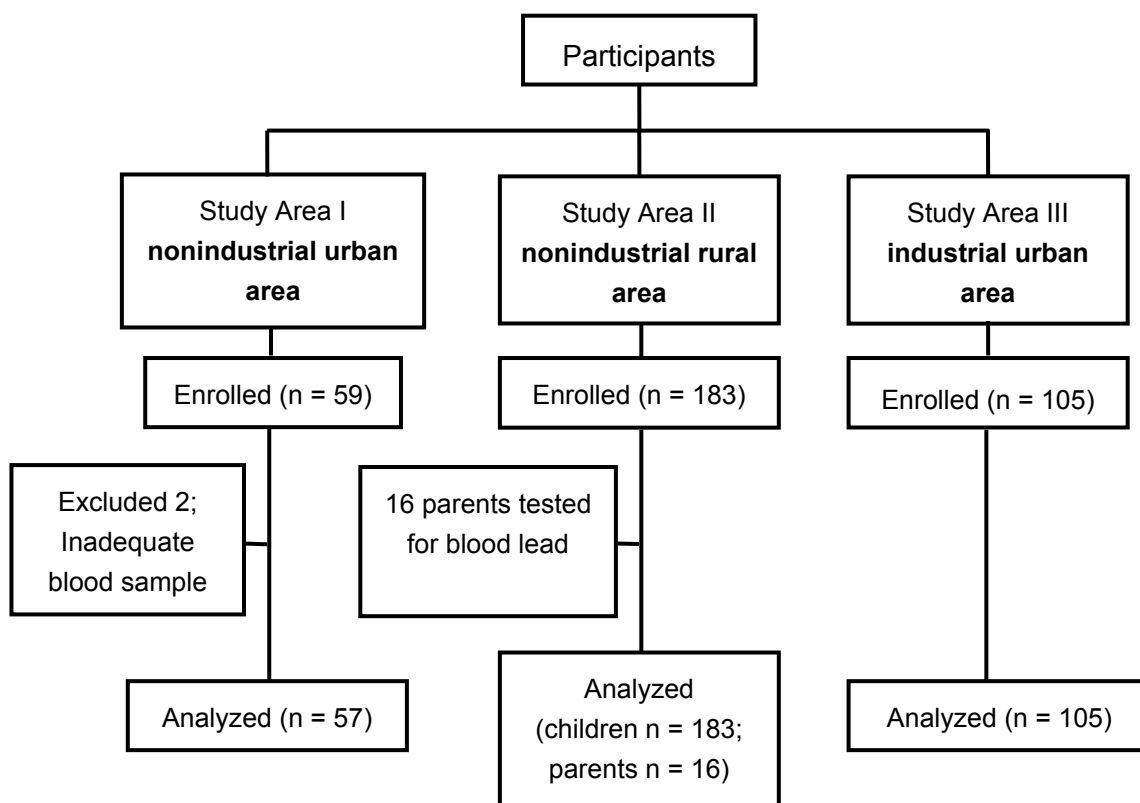 Participants
Study Area I
nonindustrial urban
area
Study Area II
nonindustrial rural
area
Study Area III
industrial urban
area
Enrolled (n = 59)
Enrolled (n = 183)
Enrolled (n = 105)
Excluded 2;
Inadequate
blood sample
16 parents tested
for blood lead
Analyzed (n = 57)
Analyzed
(children n = 183;
parents n = 16)
Analyzed (n = 105)